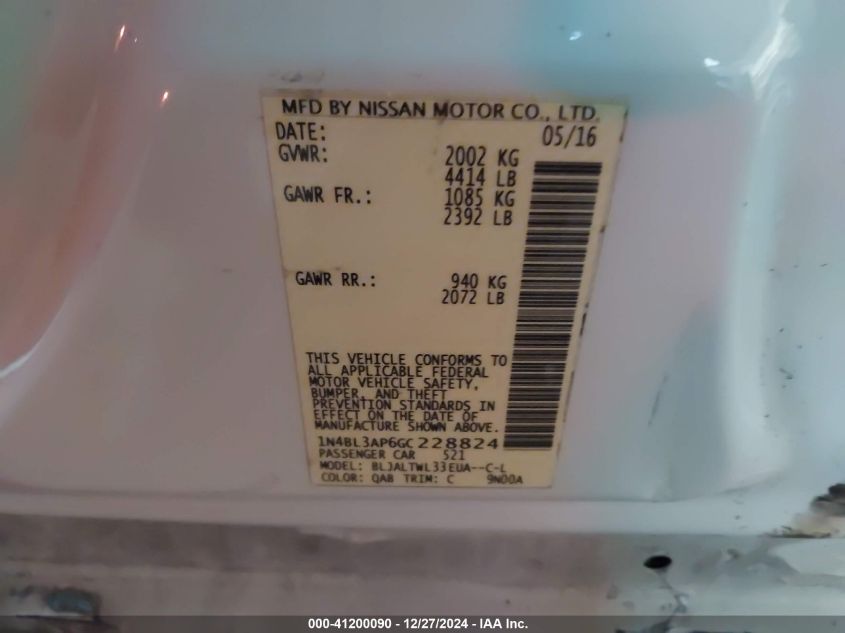 MFD BY NISSAN MOTOR CO., LTD.
DATE: 05/16
GVWR: 2002 KG
4414 LB
GAWR FR.: 1085 KG
2392 LB
GAWR RR.: 940 KG
2072 LB
THIS VEHICLE CONFORMS TO
ALL APPLICABLE FEDERAL
MOTOR VEHICLE SAFETY,
BUMPER, AND THEFT
PREVENTION STANDARDS IN
EFFECT ON THE DATE OF
MANUFACTURE SHOWN ABOVE.
1N4BL3AP6GC228824
PASSENGER CAR 521
MODEL: BLJALTWL33EUA--C-L
COLOR: QAB TRIM: C 9N00A
000-41200090 - 12/27/2024 - IAA Inc.